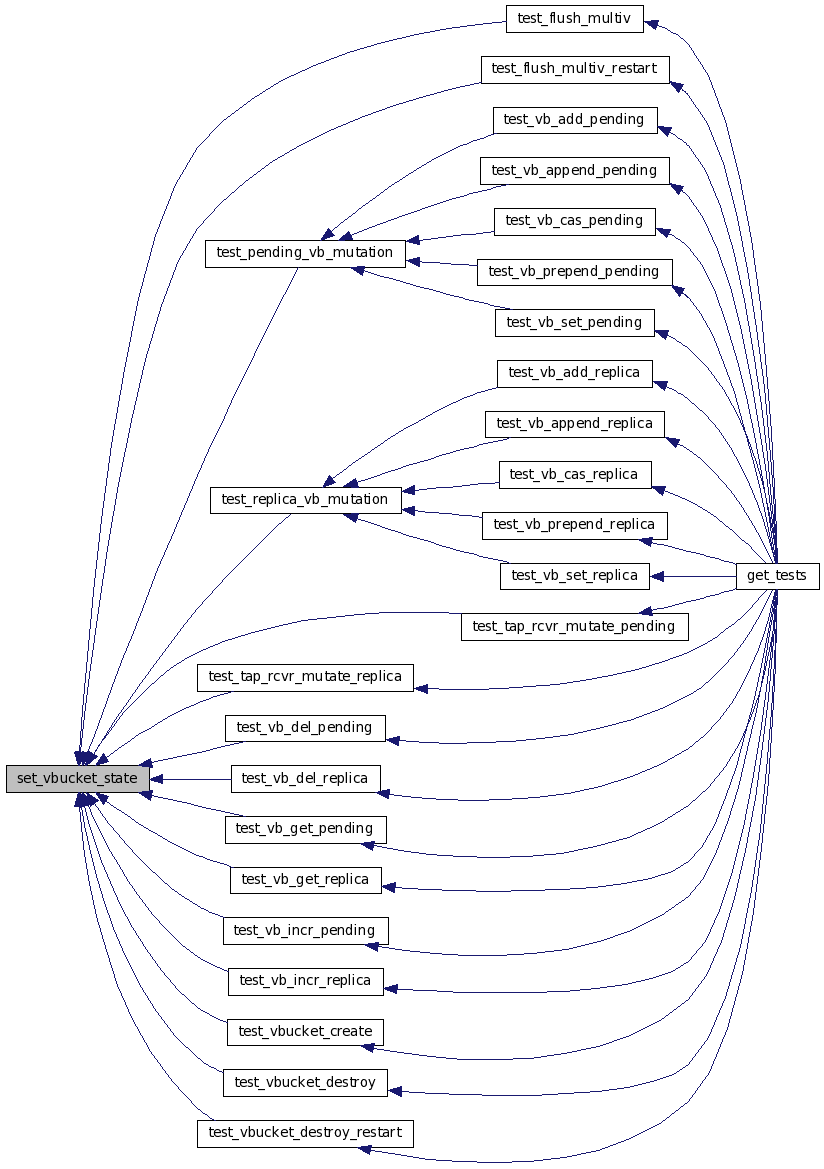 test_flush_multiv
test_flush_multiv_restart
test_vb_add_pending
test_vb_append_pending
test_vb_cas_pending
test_pending_vb_mutation
test_vb_prepend_pending
test_vb_set_pending
test_vb_add_replica
test_vb_append_replica
test_vb_cas_replica
test_replica_vb_mutation
test_vb_prepend_replica
test_vb_set_replica
get_tests
test_tap_rcvr_mutate_pending
test_tap_rcvr_mutate_replica
test_vb_del_pending
set_vbucket_state
test_vb_del_replica
test_vb_get_pending
test_vb_get_replica
test_vb_incr_pending
test_vb_incr_replica
test_vbucket_create
test_vbucket_destroy
test_vbucket_destroy_restart